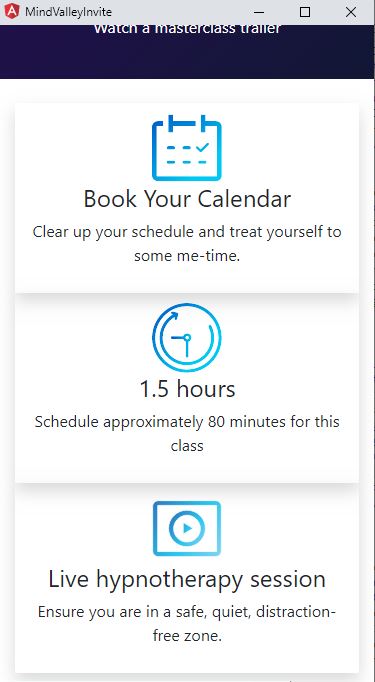 MindValleyInvite
Watch a masterclass trailer
Book Your Calendar
Clear up your schedule and treat yourself to
some me-time.
1.5 hours
Schedule approximately 80 minutes for this
class
Live hypnotherapy session
Ensure you are in a safe, quiet, distraction-
free zone.